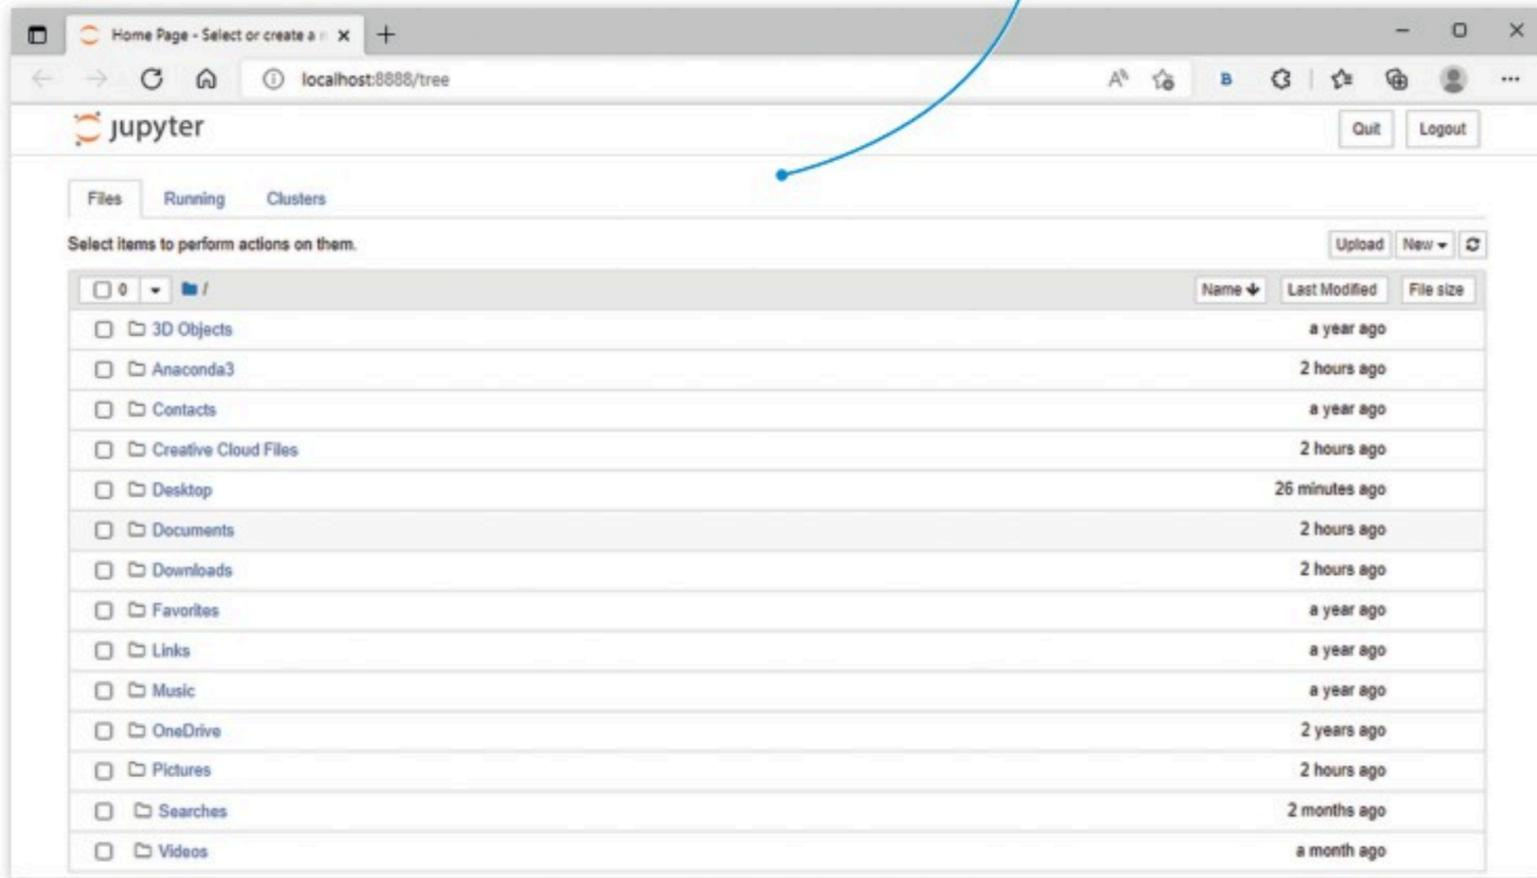 Home Page - Select or create a n
localhost:8888/tree
jupyter
Quit Logout
Files Running Clusters
Select items to perform actions on them.
Upload New
0 / Name Last Modified File size
3D Objects a year ago
Anaconda3 2 hours ago
Contacts a year ago
Creative Cloud Files 2 hours ago
Desktop 26 minutes ago
Documents 2 hours ago
Downloads 2 hours ago
Favorites a year ago
Links a year ago
Music a year ago
OneDrive 2 years ago
Pictures 2 hours ago
Searches 2 months ago
Videos a month ago